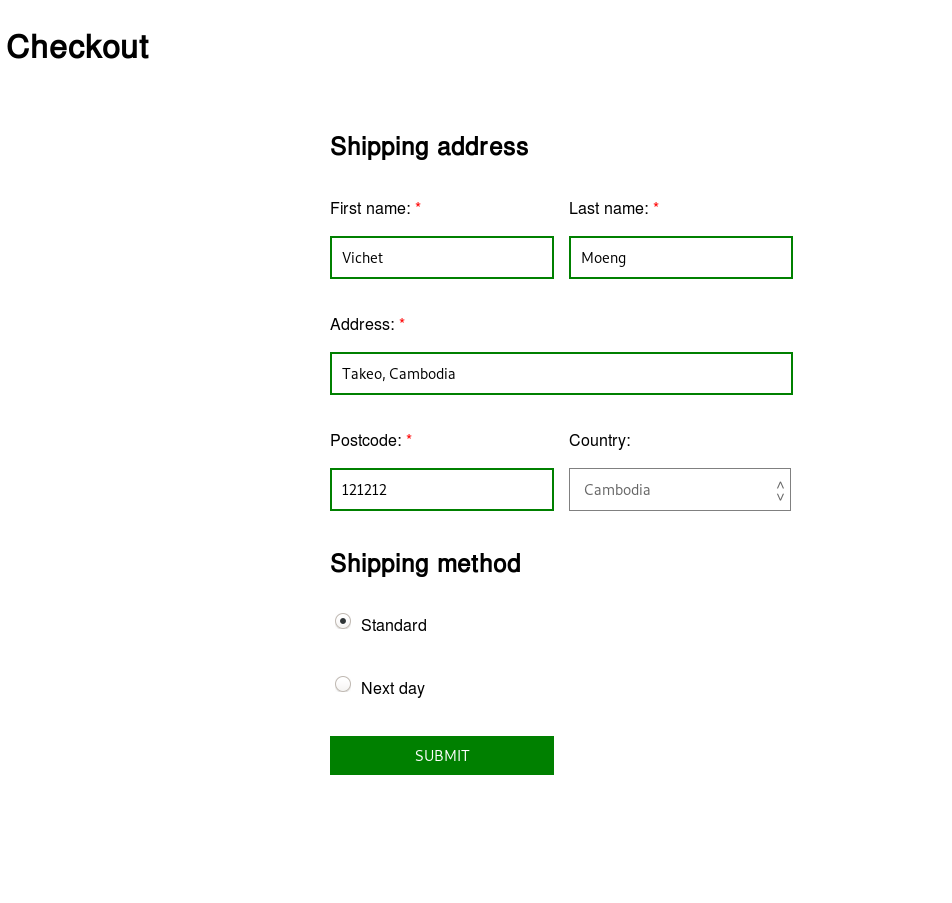 Checkout
Shipping address
First name: * Last name: *
Vichet Moeng
Address: *
Takeo, Cambodia
Postcode: * Country:
121212 Cambodia
Shipping method
Standard
Next day
SUBMIT